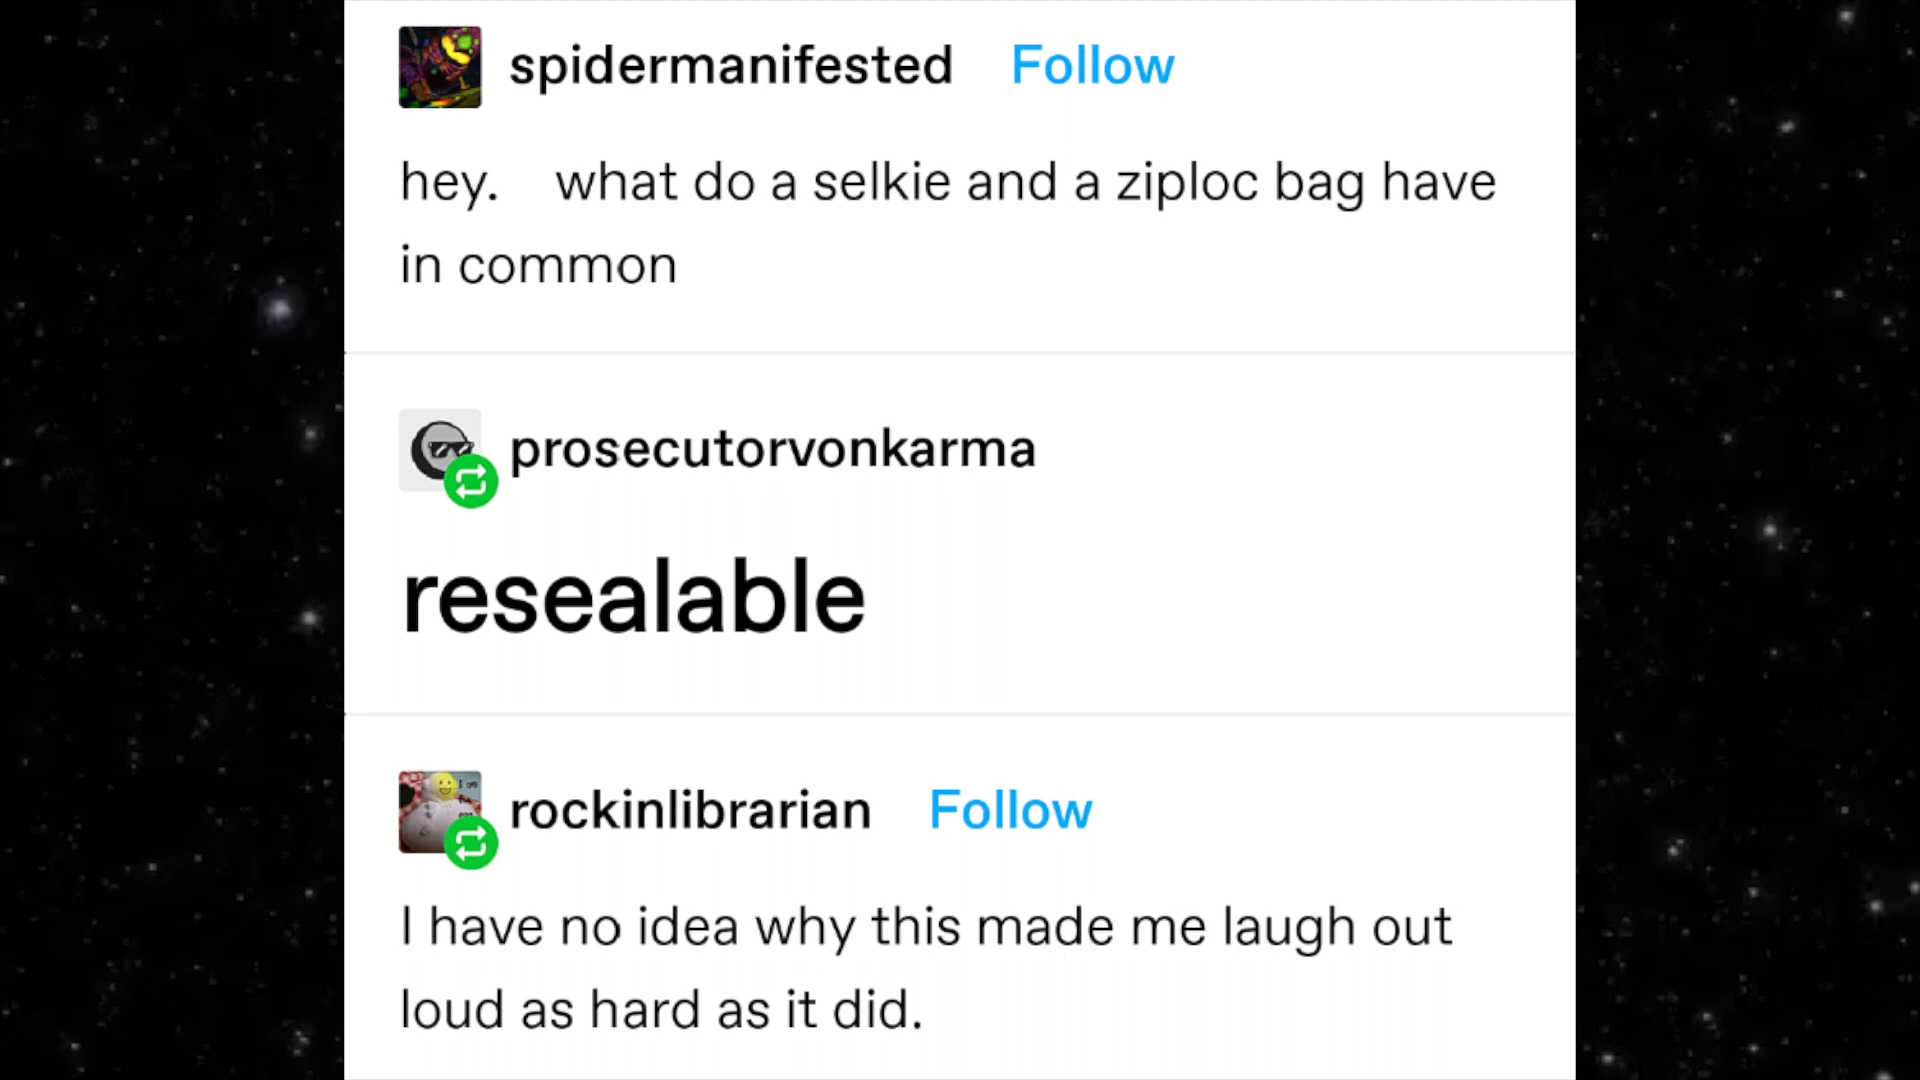 spidermanifested Follow
hey. what do a selkie and a ziploc bag have
in common
prosecutorvonkarma
resealable
rockinlibrarian Follow
I have no idea why this made me laugh out
loud as hard as it did.